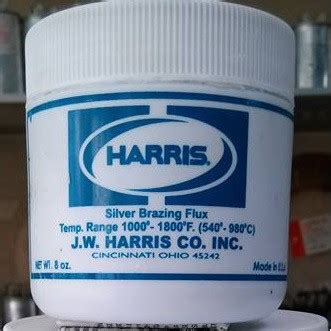 HARRIS.
Silver Brazing Flux
Temp. Range 1000°- 1800°F. (540°- 980°C)
J.W. HARRIS CO. INC.
CINCINNATI OHIO 45242
NET WT. 8 oz.
Made in U.S.A.